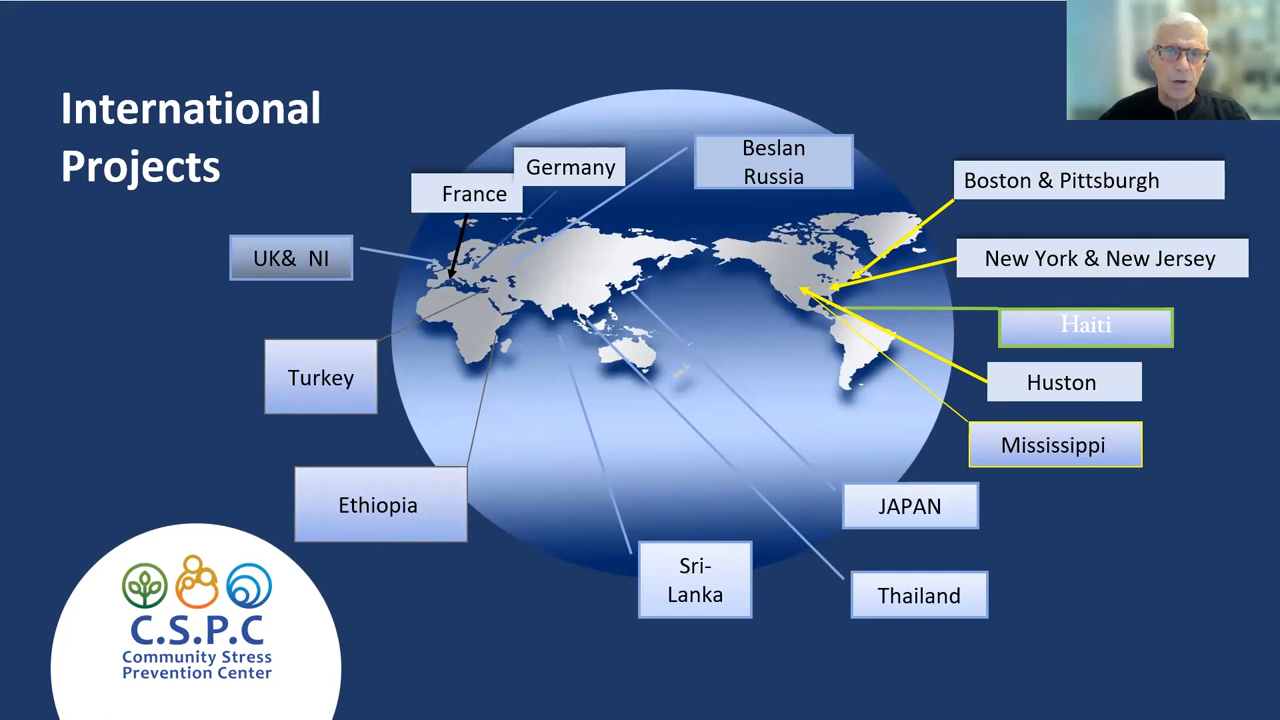 International
Projects
Germany
France
Beslan
Russia
Boston & Pittsburgh
UK&  NI
New York & New Jersey
Haiti
Turkey
Huston
Mississippi
Ethiopia
JAPAN
Sri-
Lanka
Thailand
C.S.P.C
Community Stress
Prevention Center